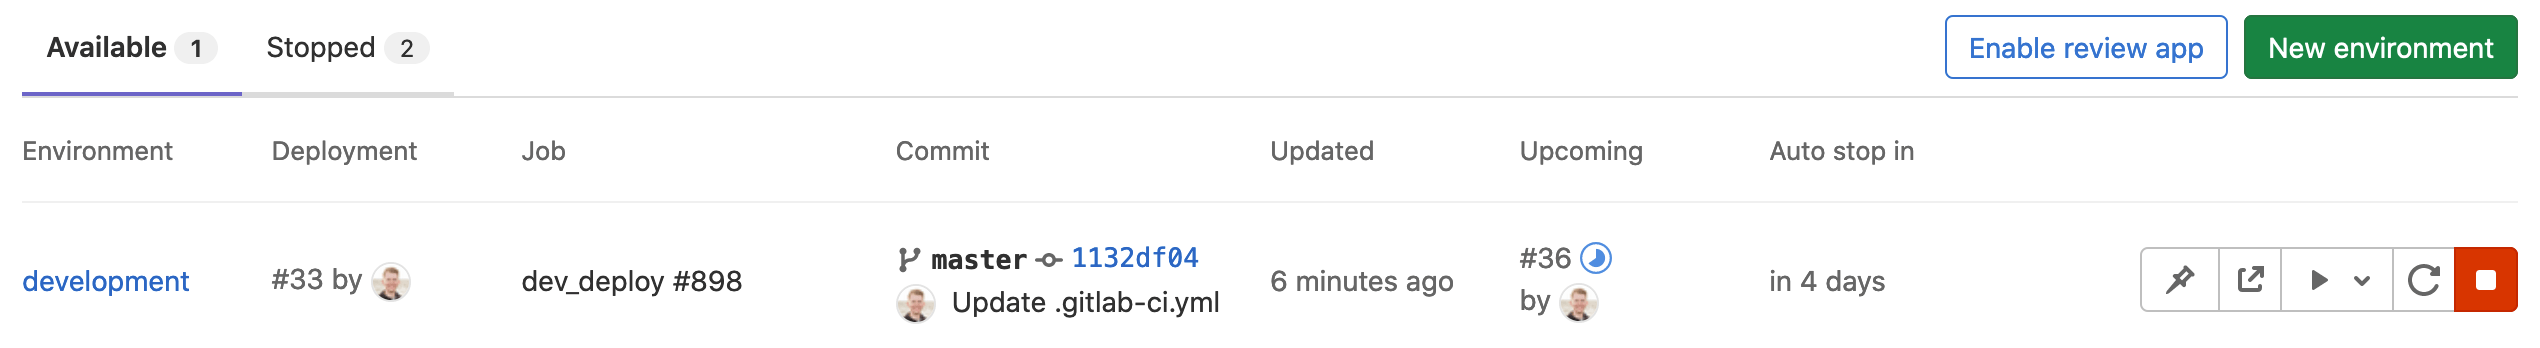 Available 1 Stopped 2 Enable review app New environment
Environment Deployment Job Commit Updated Upcoming Auto stop in
development #33 by dev_deploy #898 master 1132df04 6 minutes ago #36 in 4 days
Update .gitlab-ci.yml by